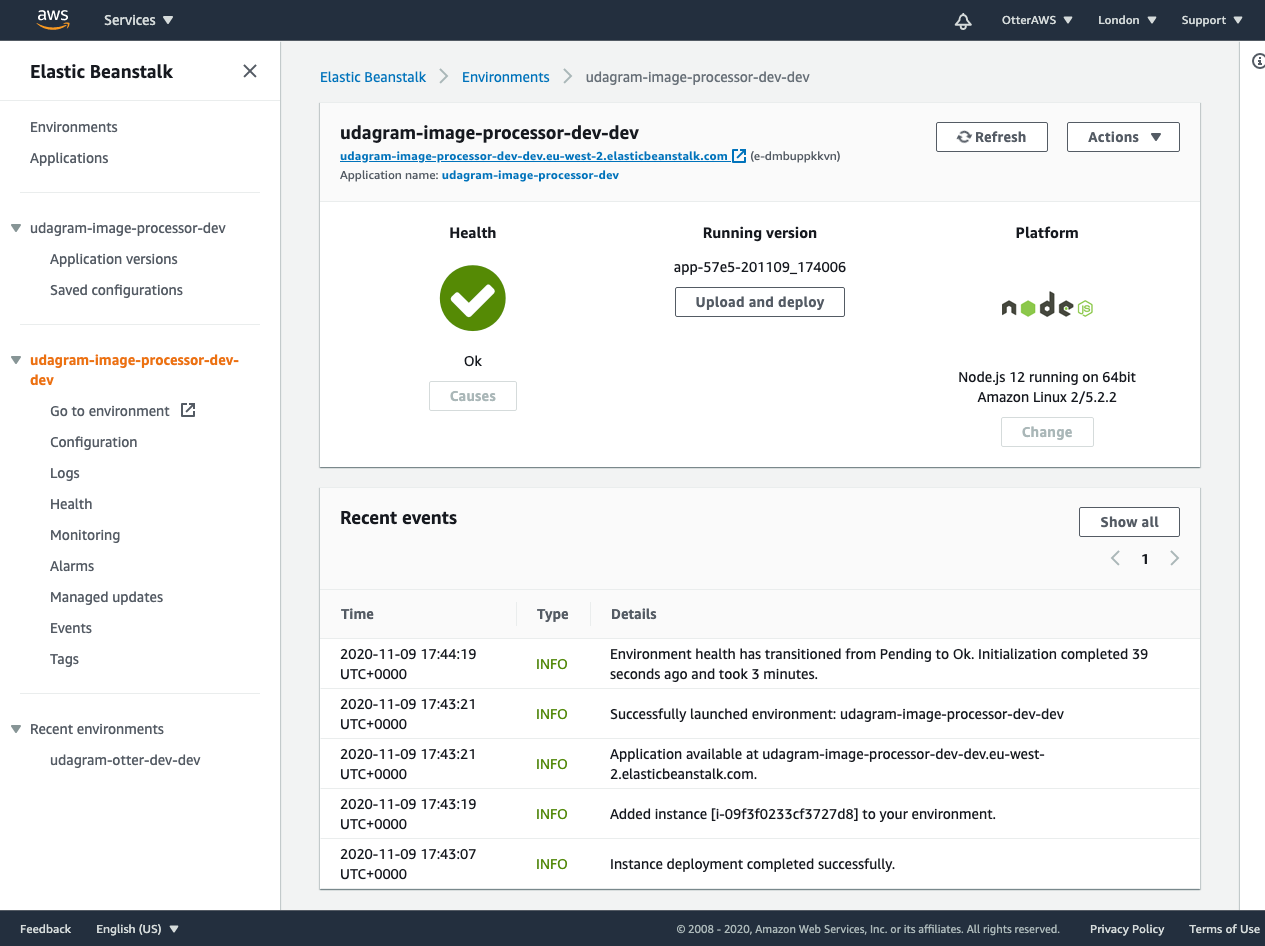 aws
Services
OtterAWS
London
Support
Elastic Beanstalk
Environments
Applications
udagram-image-processor-dev
Application versions
Saved configurations
udagram-image-processor-dev-
dev
Go to environment
Configuration
Logs
Health
Monitoring
Alarms
Managed updates
Events
Tags
Recent environments
udagram-otter-dev-dev
Elastic Beanstalk
Environments
udagram-image-processor-dev-dev
udagram-image-processor-dev-dev
Refresh
Actions
udagram-image-processor-dev-dev.eu-west-2.elasticbeanstalk.com (e-dmbuppkkvn)
Application name: udagram-image-processor-dev
Health
Ok
Causes
Running version
app-57e5-201109_174006
Upload and deploy
Platform
node JS
Node.js 12 running on 64bit
Amazon Linux 2/5.2.2
Change
Recent events
Show all
1
Time Type Details
2020-11-09 17:44:19
UTC+0000
INFO
Environment health has transitioned from Pending to Ok. Initialization completed 39
seconds ago and took 3 minutes.
2020-11-09 17:43:21
UTC+0000
INFO
Successfully launched environment: udagram-image-processor-dev-dev
2020-11-09 17:43:21
UTC+0000
INFO
Application available at udagram-image-processor-dev-dev.eu-west-
2.elasticbeanstalk.com.
2020-11-09 17:43:19
UTC+0000
INFO
Added instance [i-09f3f0233cf3727d8] to your environment.
2020-11-09 17:43:07
UTC+0000
INFO
Instance deployment completed successfully.
Feedback
English (US)
© 2008 - 2020, Amazon Web Services, Inc. or its affiliates. All rights reserved.
Privacy Policy
Terms of Use